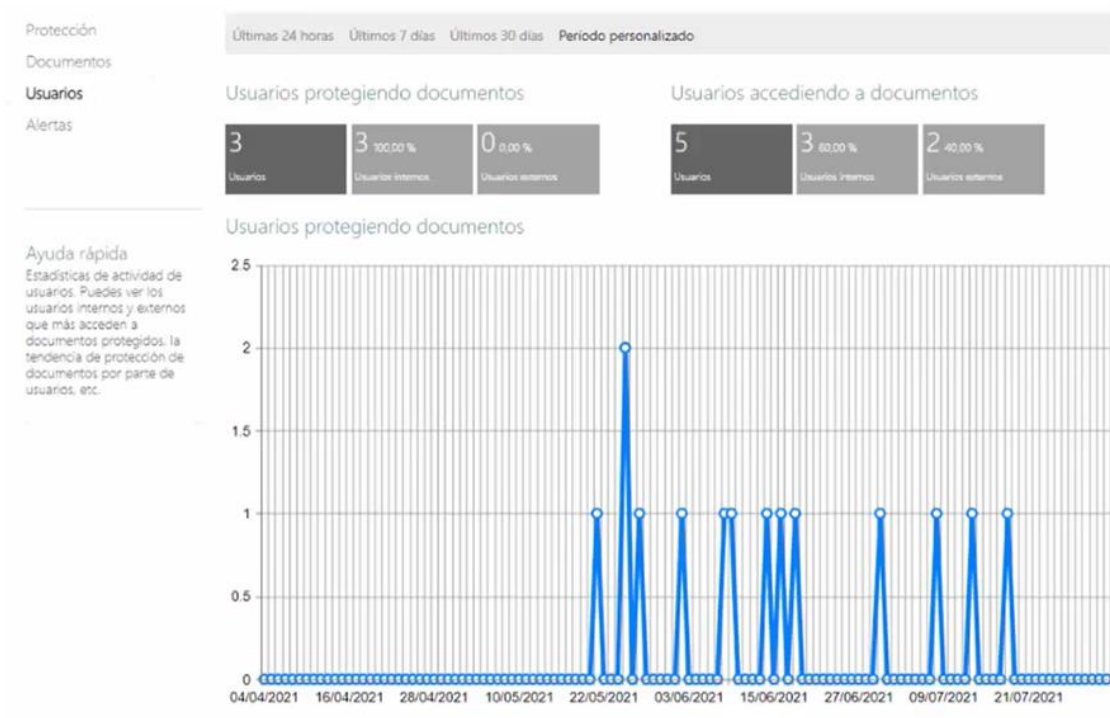 Protección
Documentos
Usuarios
Alertas
Ayuda rápida
Estadísticas de actividad de
usuarios. Puedes ver los
usuarios internos y externos
que más acceden a
documentos protegidos, la
tendencia de protección de
documentos por parte de
usuarios, etc.
Últimas 24 horas Últimos 7 días Últimos 30 días Período personalizado
Usuarios protegiendo documentos
3
Usuarios
3 100,00 %
Usuarios internos
0 0,00 %
Usuarios externos
Usuarios accediendo a documentos
5
Usuarios
3 60,00 %
Usuarios internos
2 40,00 %
Usuarios externos
Usuarios protegiendo documentos
2.5
2
1.5
1
0.5
0
04/04/2021 16/04/2021 28/04/2021 10/05/2021 22/05/2021 03/06/2021 15/06/2021 27/06/2021 09/07/2021 21/07/2021